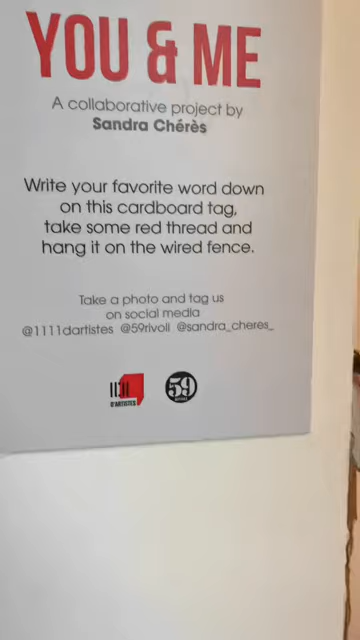 YOU & ME
A collaborative project by
Sandra Chérès
Write your favorite word down
on this cardboard tag,
take some red thread and
hang it on the wired fence.
Take a photo and tag us
on social media
@1111dartistes @59rivoli @sandra_cheres_
D'ARTISTES
59